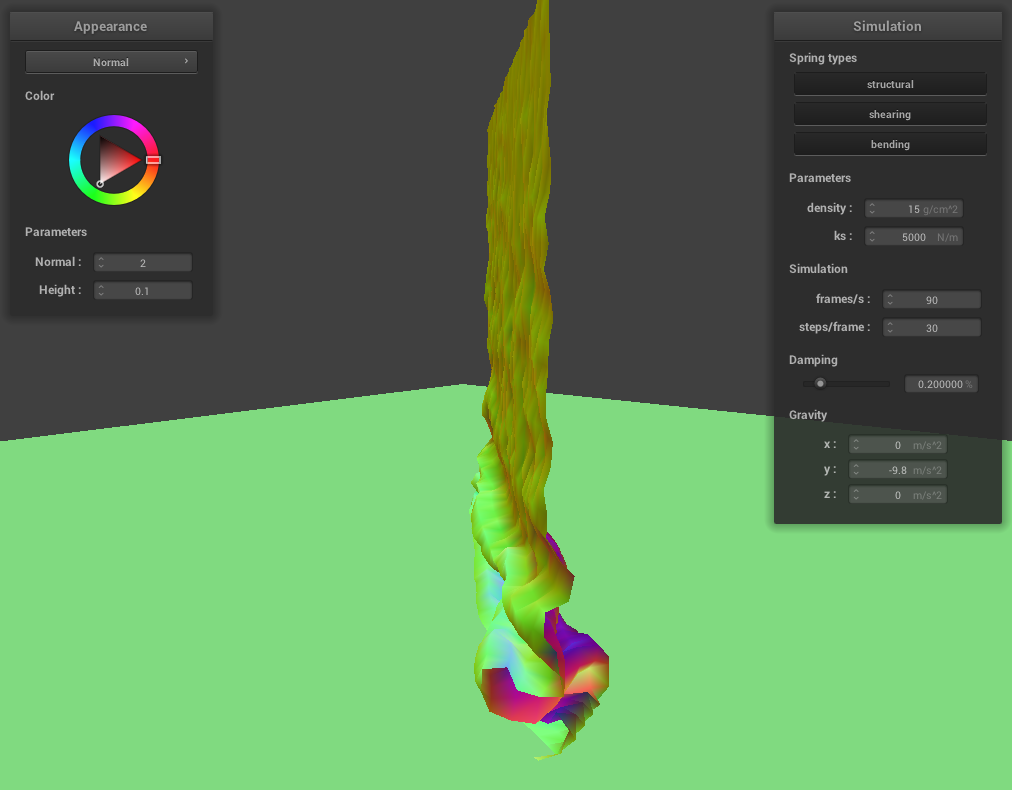 Appearance
Normal
Color
Parameters
Normal : 2
Height : 0.1
Simulation
Spring types
structural
shearing
bending
Parameters
density : 15 g/cm^2
ks : 5000 N/m
Simulation
frames/s : 90
steps/frame : 30
Damping
0.200000 %
Gravity
x : 0 m/s^2
y : -9.8 m/s^2
z : 0 m/s^2